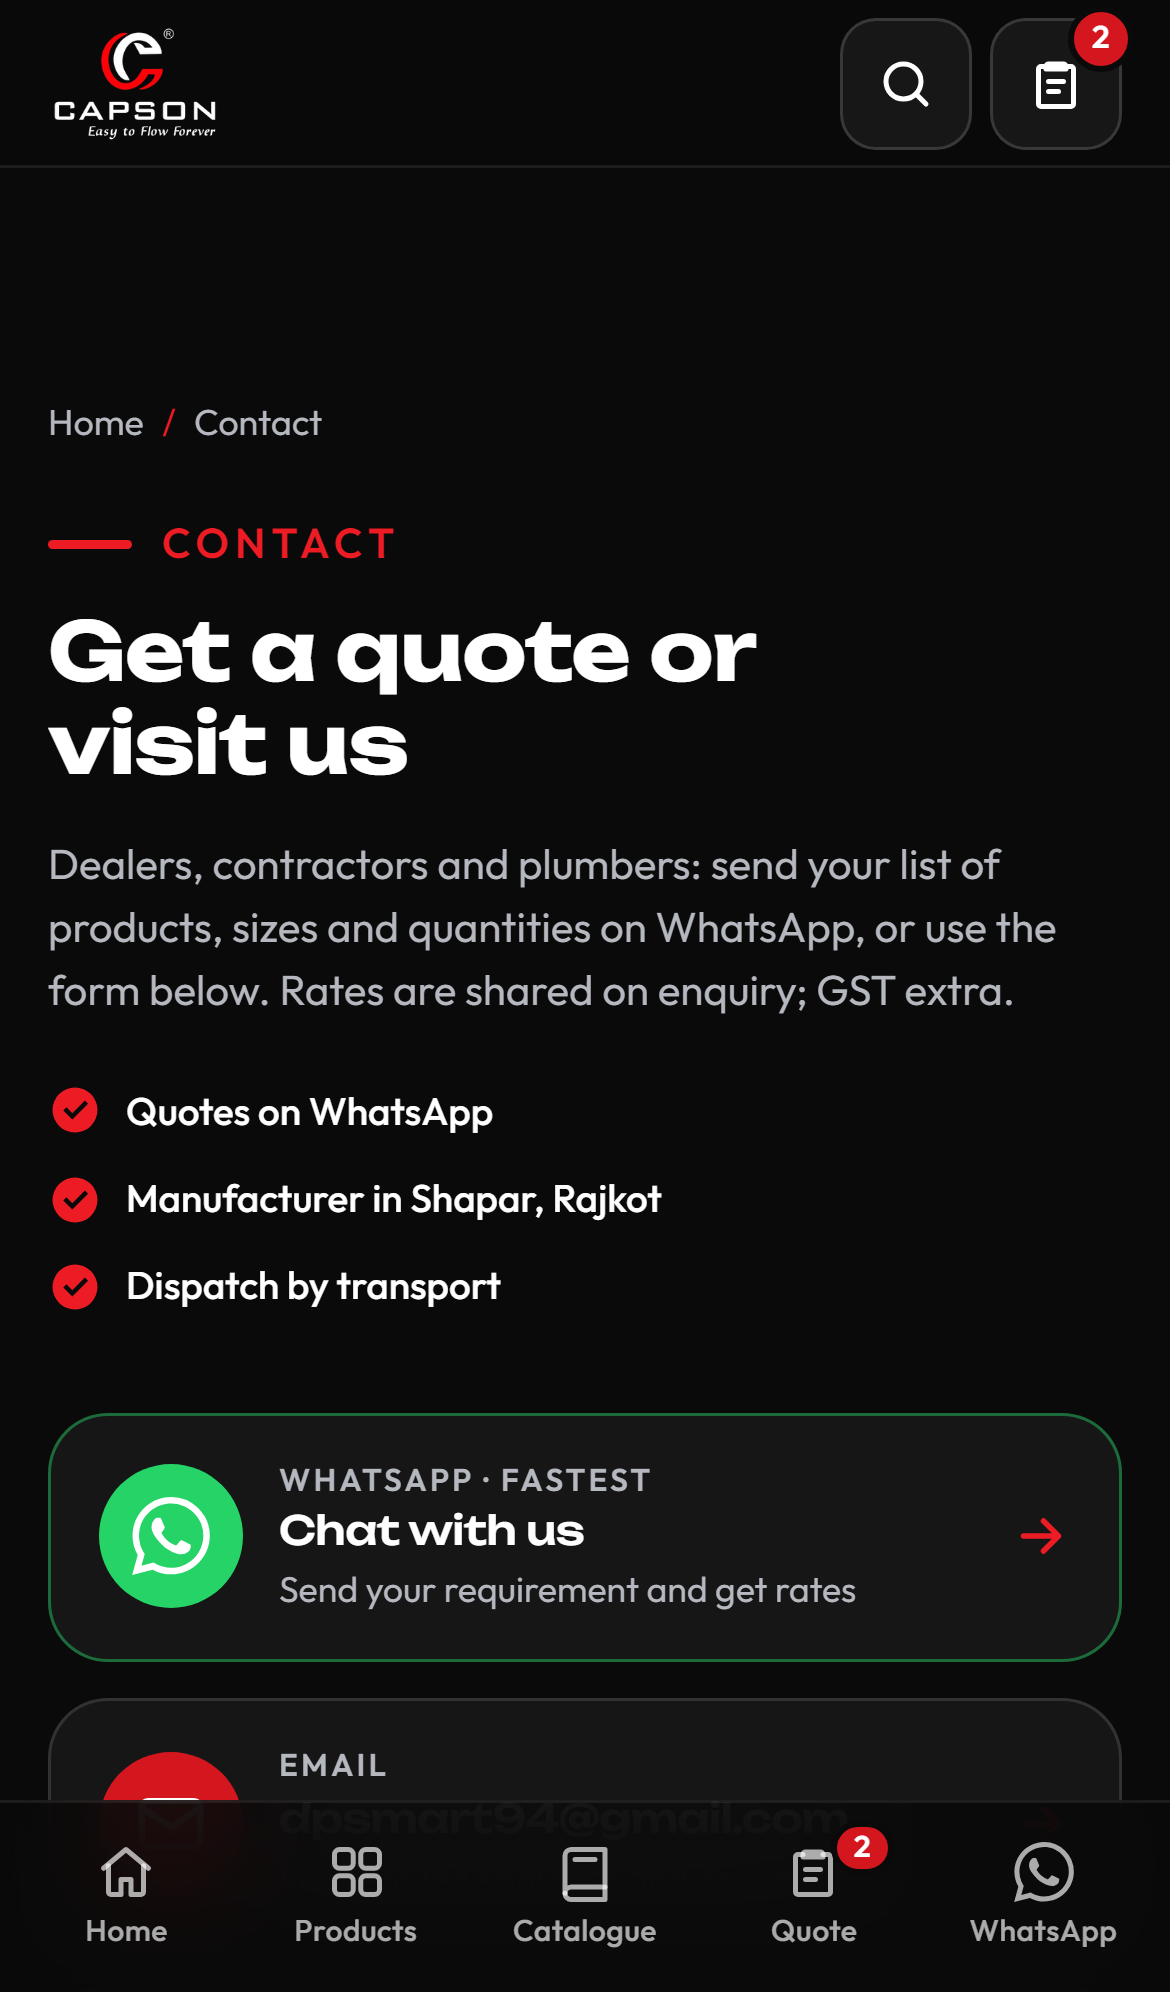 ®
CAPSON
Easy to Flow Forever
2
Home / Contact
CONTACT
Get a quote or
visit us
Dealers, contractors and plumbers: send your list of
products, sizes and quantities on WhatsApp, or use the
form below. Rates are shared on enquiry; GST extra.
Quotes on WhatsApp
Manufacturer in Shapar, Rajkot
Dispatch by transport
WHATSAPP · FASTEST
Chat with us
Send your requirement and get rates
EMAIL
dpsmart94@gmail.com
2
Home Products Catalogue Quote WhatsApp